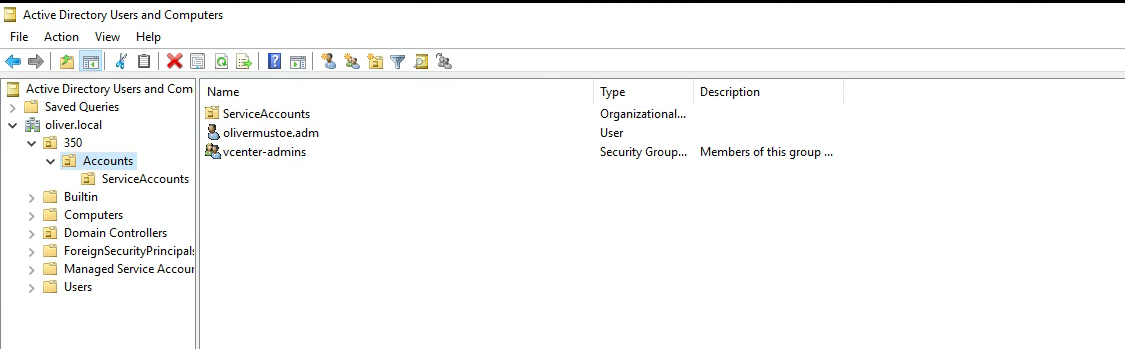 Active Directory Users and Computers
File Action View Help
Active Directory Users and Com
Saved Queries
oliver.local
350
Accounts
ServiceAccounts
Builtin
Computers
Domain Controllers
ForeignSecurityPrincipals
Managed Service Accoun
Users
Name Type Description
ServiceAccounts Organizational...
olivermustoe.adm User
vcenter-admins Security Group... Members of this group ...